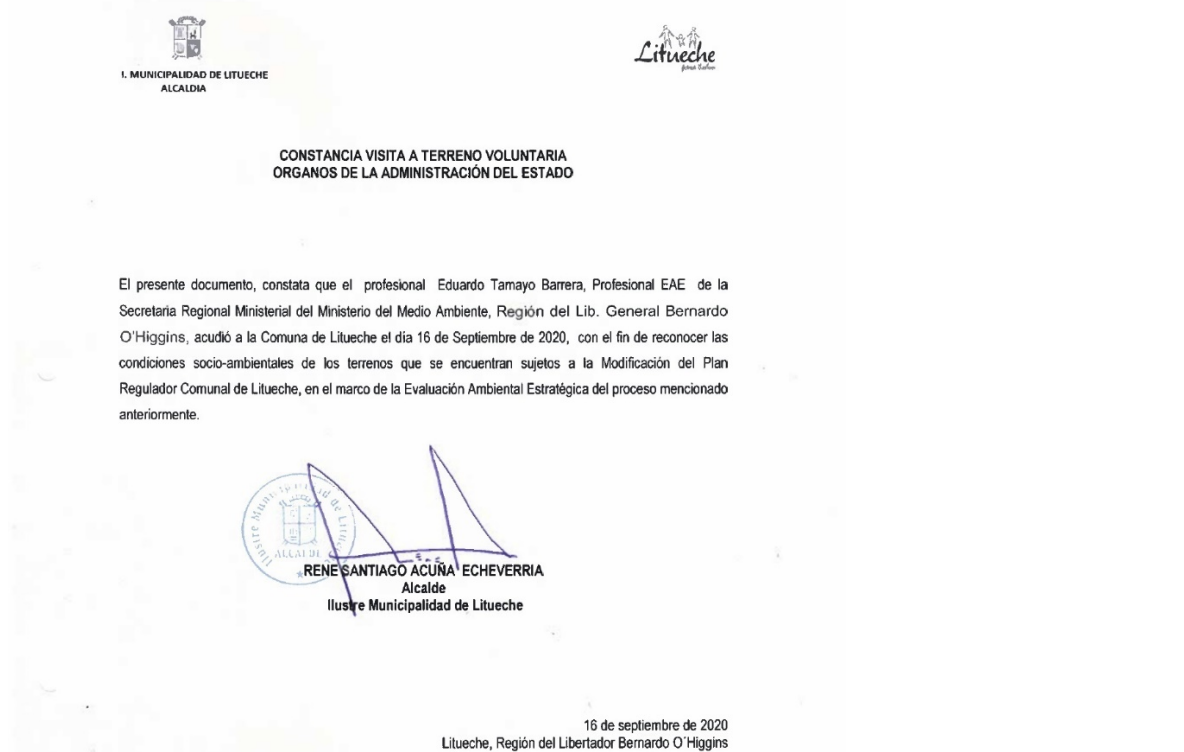 I. MUNICIPALIDAD DE LITUECHE
ALCALDIA
Litueche
CONSTANCIA VISITA A TERRENO VOLUNTARIA
ORGANOS DE LA ADMINISTRACIÓN DEL ESTADO
El presente documento, constata que el profesional Eduardo Tamayo Barrera, Profesional EAE de la
Secretaria Regional Ministerial del Ministerio del Medio Ambiente, Región del Lib. General Bernardo
O'Higgins, acudió a la Comuna de Litueche el día 16 de Septiembre de 2020, con el fin de reconocer las
condiciones socio-ambientales de los terrenos que se encuentran sujetos a la Modificación del Plan
Regulador Comunal de Litueche, en el marco de la Evaluación Ambiental Estratégica del proceso mencionado
anteriormente.
Ilustre Municipalidad de Litueche
ALCALDE
RENE SANTIAGO ACUÑA ECHEVERRIA
Alcalde
Ilustre Municipalidad de Litueche
16 de septiembre de 2020
Litueche, Región del Libertador Bernardo O´Higgins